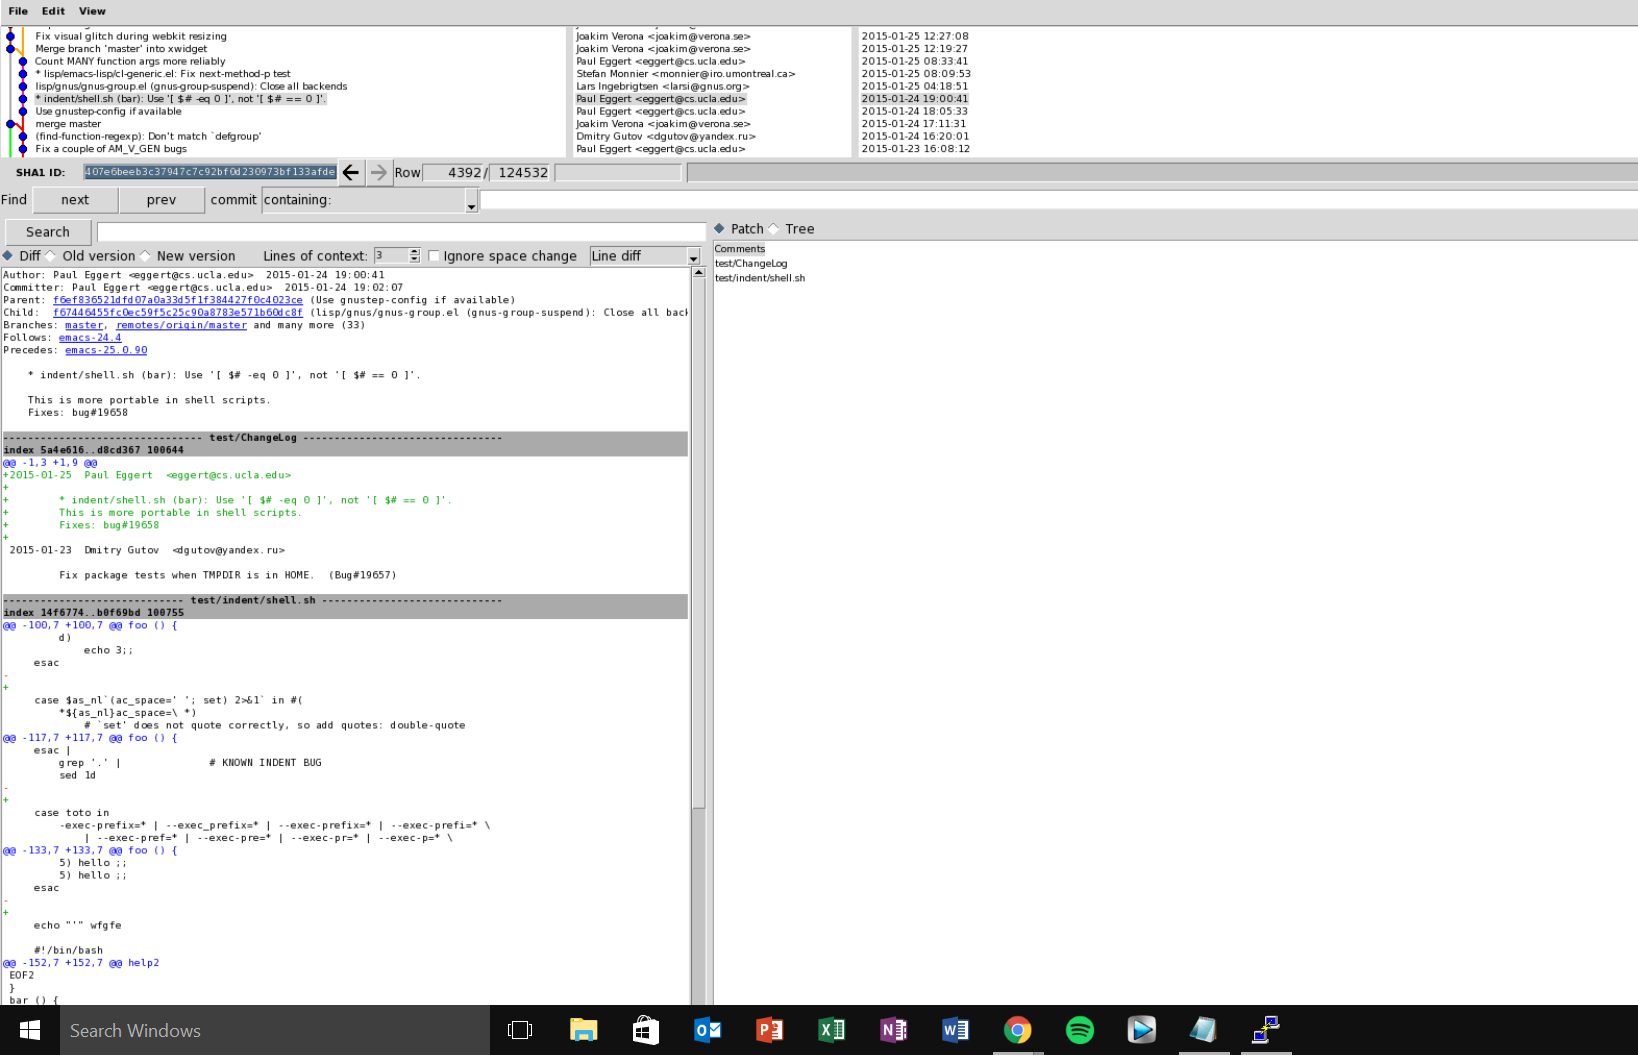 File Edit View
Fix visual glitch during webkit resizing Joakim Verona <joakim@verona.se> 2015-01-25 12:27:08
Merge branch 'master' into xwidget Joakim Verona <joakim@verona.se> 2015-01-25 12:19:27
Count MANY function args more reliably Paul Eggert <eggert@cs.ucla.edu> 2015-01-25 08:33:41
* lisp/emacs-lisp/cl-generic.el: Fix next-method-p test Stefan Monnier <monnier@iro.umontreal.ca> 2015-01-25 08:09:53
lisp/gnus/gnus-group.el (gnus-group-suspend): Close all backends Lars Ingebrigtsen <larsi@gnus.org> 2015-01-25 04:18:51
* indent/shell.sh (bar): Use '[ $# -eq 0 ]', not '[ $# == 0 ]'. Paul Eggert <eggert@cs.ucla.edu> 2015-01-24 19:00:41
Use gnustep-config if available Paul Eggert <eggert@cs.ucla.edu> 2015-01-24 18:05:33
merge master Joakim Verona <joakim@verona.se> 2015-01-24 17:11:31
(find-function-regexp): Don't match `defgroup' Dmitry Gutov <dgutov@yandex.ru> 2015-01-24 16:20:01
Fix a couple of AM_V_GEN bugs Paul Eggert <eggert@cs.ucla.edu> 2015-01-23 16:08:12
SHA1 ID: 407e6beeb3c37947c7c92bf0d230973bf133afde Row 4392 / 124532
Find next prev commit containing:
Search
Diff Old version New version Lines of context: 3 Ignore space change Line diff
Patch Tree
Comments
test/ChangeLog
test/indent/shell.sh
Author: Paul Eggert <eggert@cs.ucla.edu>  2015-01-24 19:00:41
Committer: Paul Eggert <eggert@cs.ucla.edu>  2015-01-24 19:02:07
Parent: f6ef836521dfd07a0a33d5f1f384427f0c4023ce (Use gnustep-config if available)
Child:  f67446455fc0ec59f5c25c90a8783e571b60dc8f (lisp/gnus/gnus-group.el (gnus-group-suspend): Close all back
Branches: master, remotes/origin/master and many more (33)
Follows: emacs-24.4
Precedes: emacs-25.0.90
* indent/shell.sh (bar): Use '[ $# -eq 0 ]', not '[ $# == 0 ]'.
This is more portable in shell scripts.
Fixes: bug#19658
-------------------------------- test/ChangeLog --------------------------------
index 5a4e616..d8cd367 100644
@@ -1,3 +1,9 @@
+2015-01-25  Paul Eggert  <eggert@cs.ucla.edu>
+
+        * indent/shell.sh (bar): Use '[ $# -eq 0 ]', not '[ $# == 0 ]'.
+        This is more portable in shell scripts.
+        Fixes: bug#19658
+
 2015-01-23  Dmitry Gutov  <dgutov@yandex.ru>
        Fix package tests when TMPDIR is in HOME.  (Bug#19657)
----------------------------- test/indent/shell.sh -----------------------------
index 14f6774..b0f69bd 100755
@@ -100,7 +100,7 @@ foo () {
         d)
             echo 3;;
     esac
-
+
     case $as_nl`(ac_space=' '; set) 2>&1` in #(
         *${as_nl}ac_space=\ *)
             # `set' does not quote correctly, so add quotes: double-quote
@@ -117,7 +117,7 @@ foo () {
     esac |
         grep '.' |              # KNOWN INDENT BUG
         sed 1d
-
+
     case toto in
         -exec-prefix=* | --exec_prefix=* | --exec-prefix=* | --exec-prefi=* \
             | --exec-pref=* | --exec-pre=* | --exec-pr=* | --exec-p=* \
@@ -133,7 +133,7 @@ foo () {
         5) hello ;;
         5) hello ;;
     esac
-
+
     echo "'" wfgfe
     #!/bin/bash
@@ -152,7 +152,7 @@ help2
 EOF2
 }
 bar () {
Search Windows